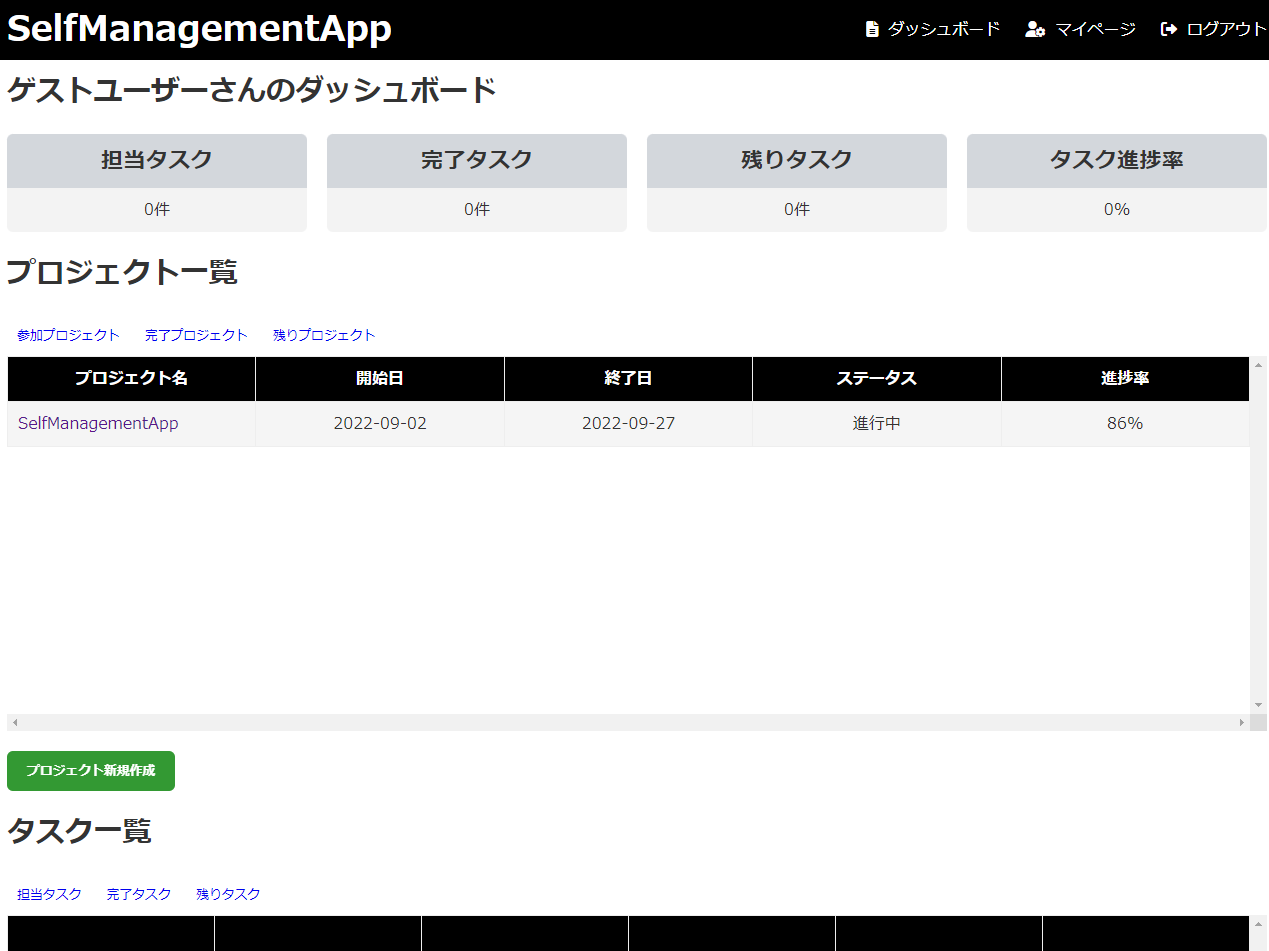 SelfManagementApp ダッシュボード マイページ ログアウト
ゲストユーザーさんのダッシュボード
担当タスク 完了タスク 残りタスク タスク進捗率
0件 0件 0件 0%
プロジェクト一覧
参加プロジェクト 完了プロジェクト 残りプロジェクト
プロジェクト名 開始日 終了日 ステータス 進捗率
SelfManagementApp 2022-09-02 2022-09-27 進行中 86%
プロジェクト新規作成
タスク一覧
担当タスク 完了タスク 残りタスク